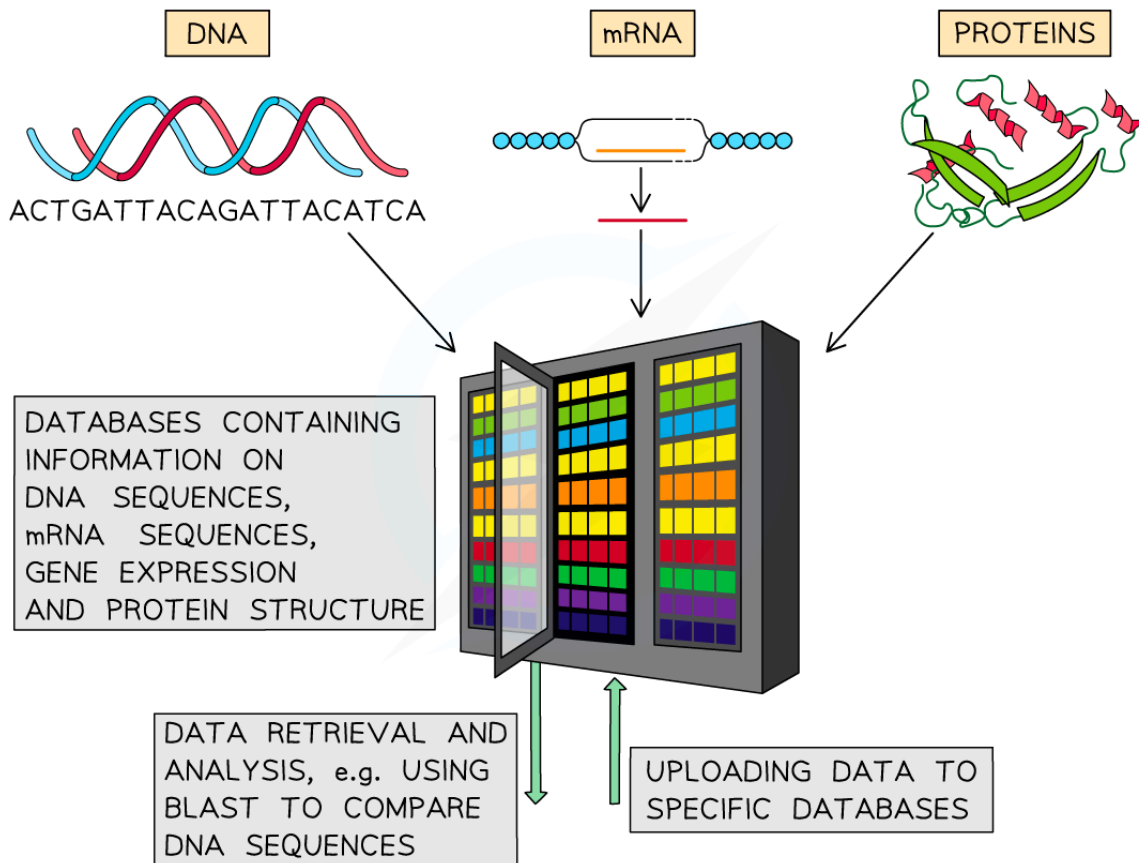 DNA
mRNA
PROTEINS
ACTGATTACAGATTACATCA
DATABASES CONTAINING
INFORMATION ON
DNA SEQUENCES,
mRNA SEQUENCES,
GENE EXPRESSION
AND PROTEIN STRUCTURE
DATA RETRIEVAL AND
ANALYSIS, e.g. USING
BLAST TO COMPARE
DNA SEQUENCES
UPLOADING DATA TO
SPECIFIC DATABASES